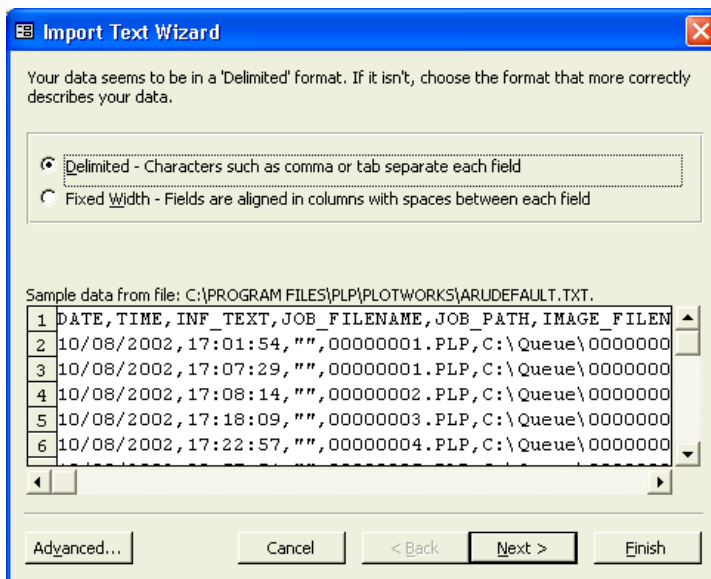 Import Text Wizard
Your data seems to be in a 'Delimited' format. If it isn't, choose the format that more correctly
describes your data.
Delimited - Characters such as comma or tab separate each field
Fixed Width - Fields are aligned in columns with spaces between each field
Sample data from file: C:\PROGRAM FILES\PLP\PLOTWORKS\ARUDEFAULT.TXT.
1 DATE,TIME,INF_TEXT,JOB_FILENAME,JOB_PATH,IMAGE_FILEN
2 10/08/2002,17:01:54,"",00000001.PLP,C:\Queue\0000000
3 10/08/2002,17:07:29,"",00000001.PLP,C:\Queue\0000000
4 10/08/2002,17:08:14,"",00000002.PLP,C:\Queue\0000000
5 10/08/2002,17:18:09,"",00000003.PLP,C:\Queue\0000000
6 10/08/2002,17:22:57,"",00000004.PLP,C:\Queue\0000000
Advanced... Cancel < Back Next > Finish